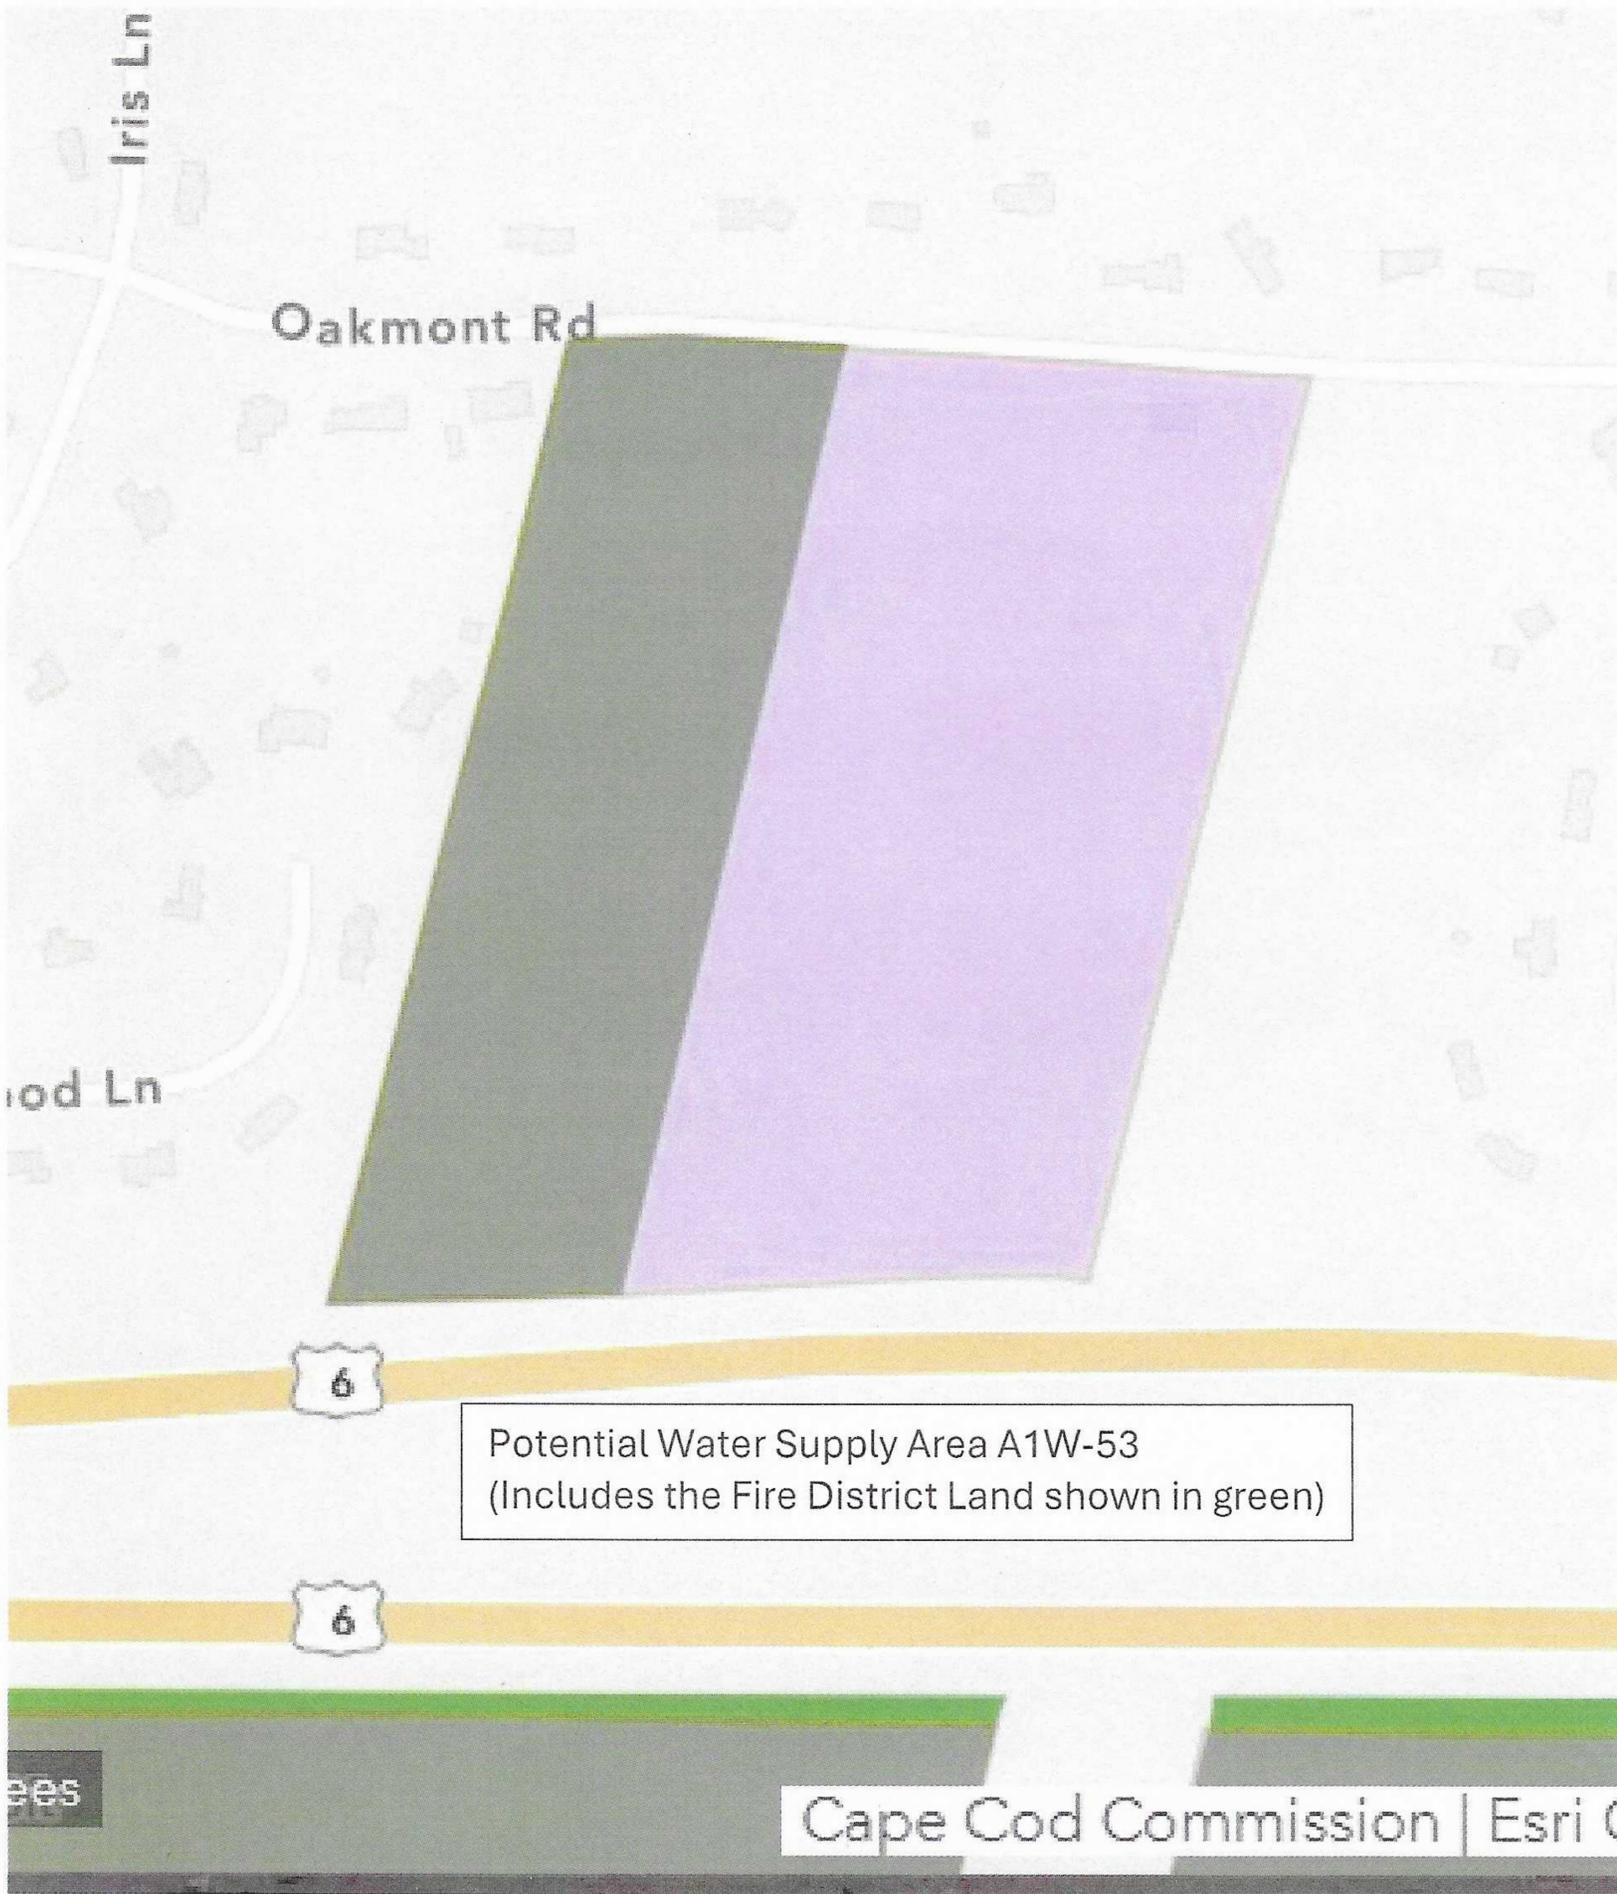 Iris Ln
Oakmont Rd
od Ln
6
Potential Water Supply Area A1W-53
(Includes the Fire District Land shown in green)
6
ees
Cape Cod Commission | Esri